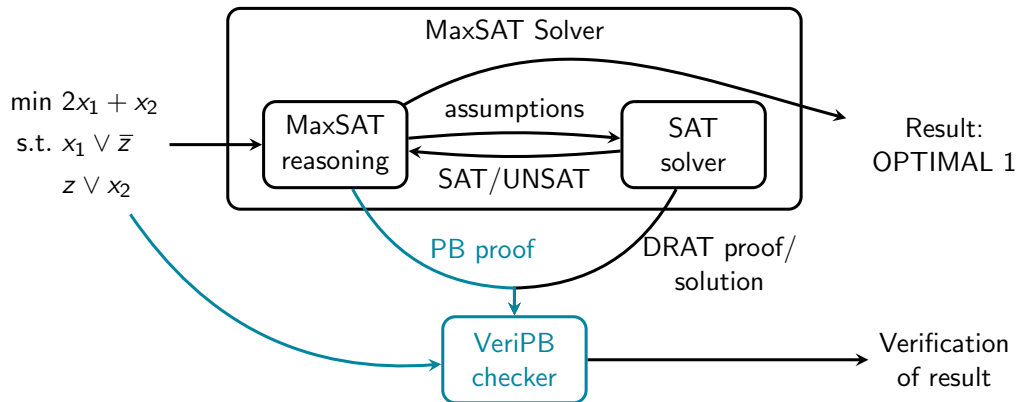 MaxSAT Solver
min 2x₁ + x₂
s.t. x₁ ∨ z̅
z ∨ x₂
MaxSAT
reasoning
assumptions
SAT/UNSAT
SAT
solver
Result:
OPTIMAL 1
PB proof
DRAT proof/
solution
VeriPB
checker
Verification
of result